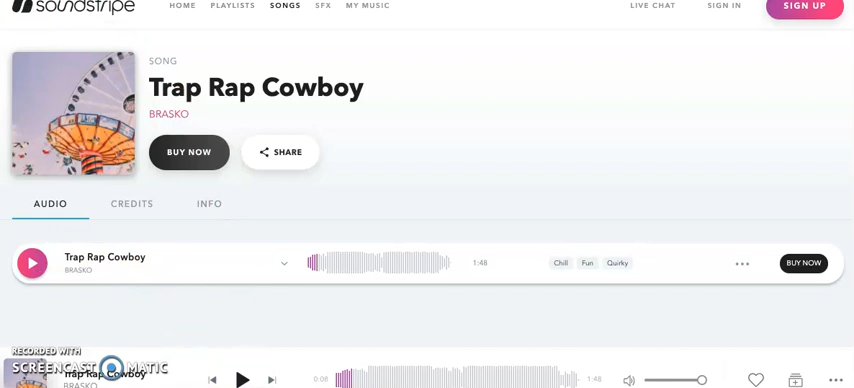 soundstripe
HOME PLAYLISTS SONGS SFX MY MUSIC LIVE CHAT SIGN IN SIGN UP
SONG
Trap Rap Cowboy
BRASKO
BUY NOW SHARE
AUDIO CREDITS INFO
Trap Rap Cowboy 1:48 Chill Fun Quirky BUY NOW
BRASKO
RECORDED WITH
SCREENCAST MATIC
Trap Rap Cowboy 0:08 1:48
BRASKO